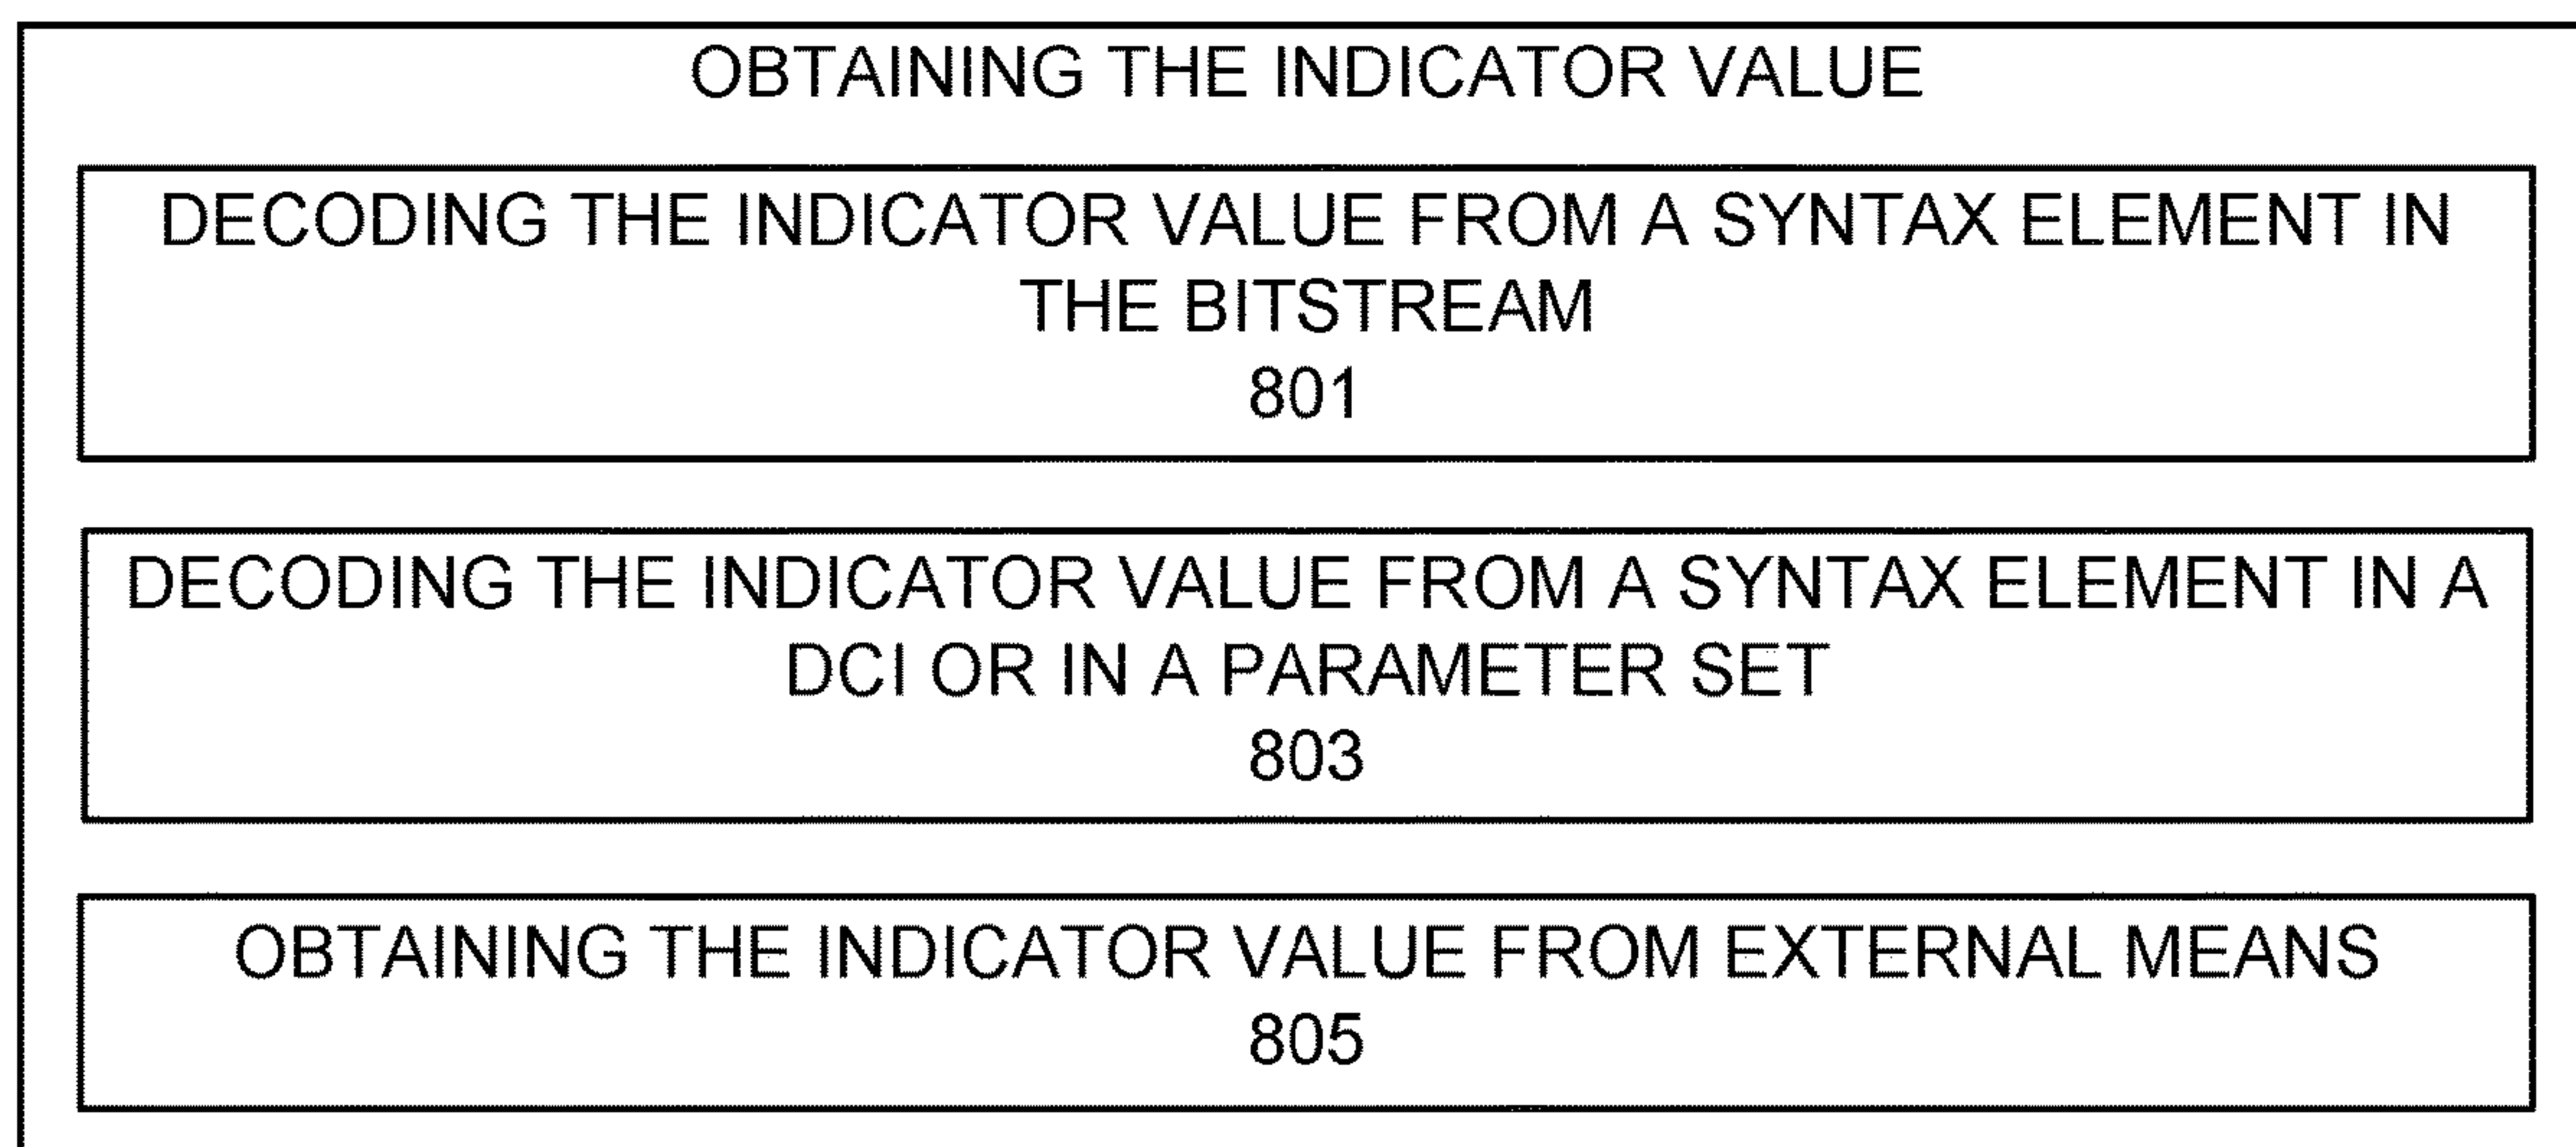 OBTAINING THE INDICATOR VALUE
DECODING THE INDICATOR VALUE FROM A SYNTAX ELEMENT IN
THE BITSTREAM
801
DECODING THE INDICATOR VALUE FROM A SYNTAX ELEMENT IN A
DCI OR IN A PARAMETER SET
803
OBTAINING THE INDICATOR VALUE FROM EXTERNAL MEANS
805